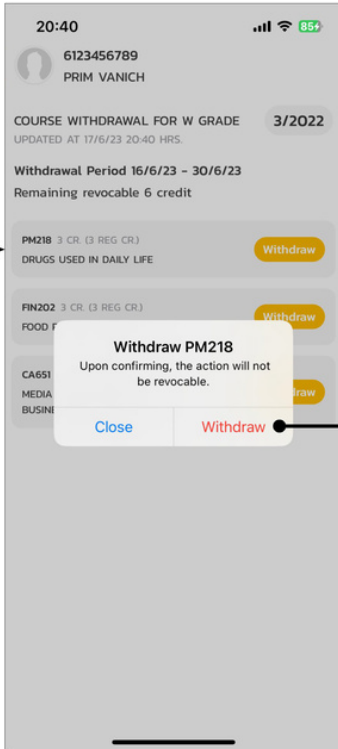 20:40
85
6123456789
PRIM VANICH
COURSE WITHDRAWAL FOR W GRADE
3/2022
UPDATED AT 17/6/23 20:40 HRS.
Withdrawal Period 16/6/23 - 30/6/23
Remaining revocable 6 credit
PM218 3 CR. (3 REG CR.)
DRUGS USED IN DAILY LIFE
Withdraw
FIN202 3 CR. (3 REG CR.)
FOOD
Withdraw
CA651
MEDIA
Withdraw PM218
Upon confirming, the action will not
be revocable.
Close
Withdraw